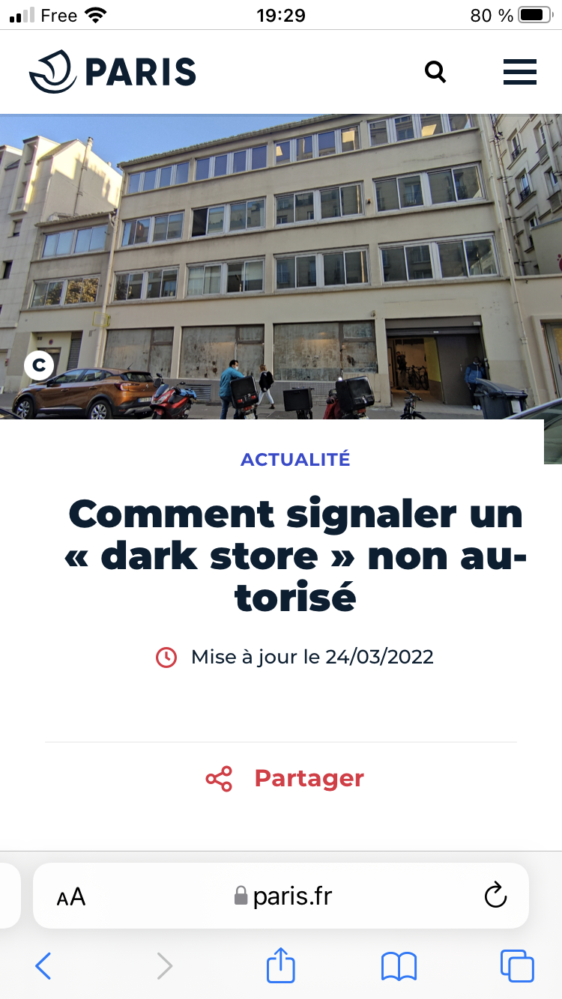 Free 19:29 80 %
PARIS
C
ACTUALITÉ
Comment signaler un
« dark store » non au-
torisé
Mise à jour le 24/03/2022
Partager
AA paris.fr